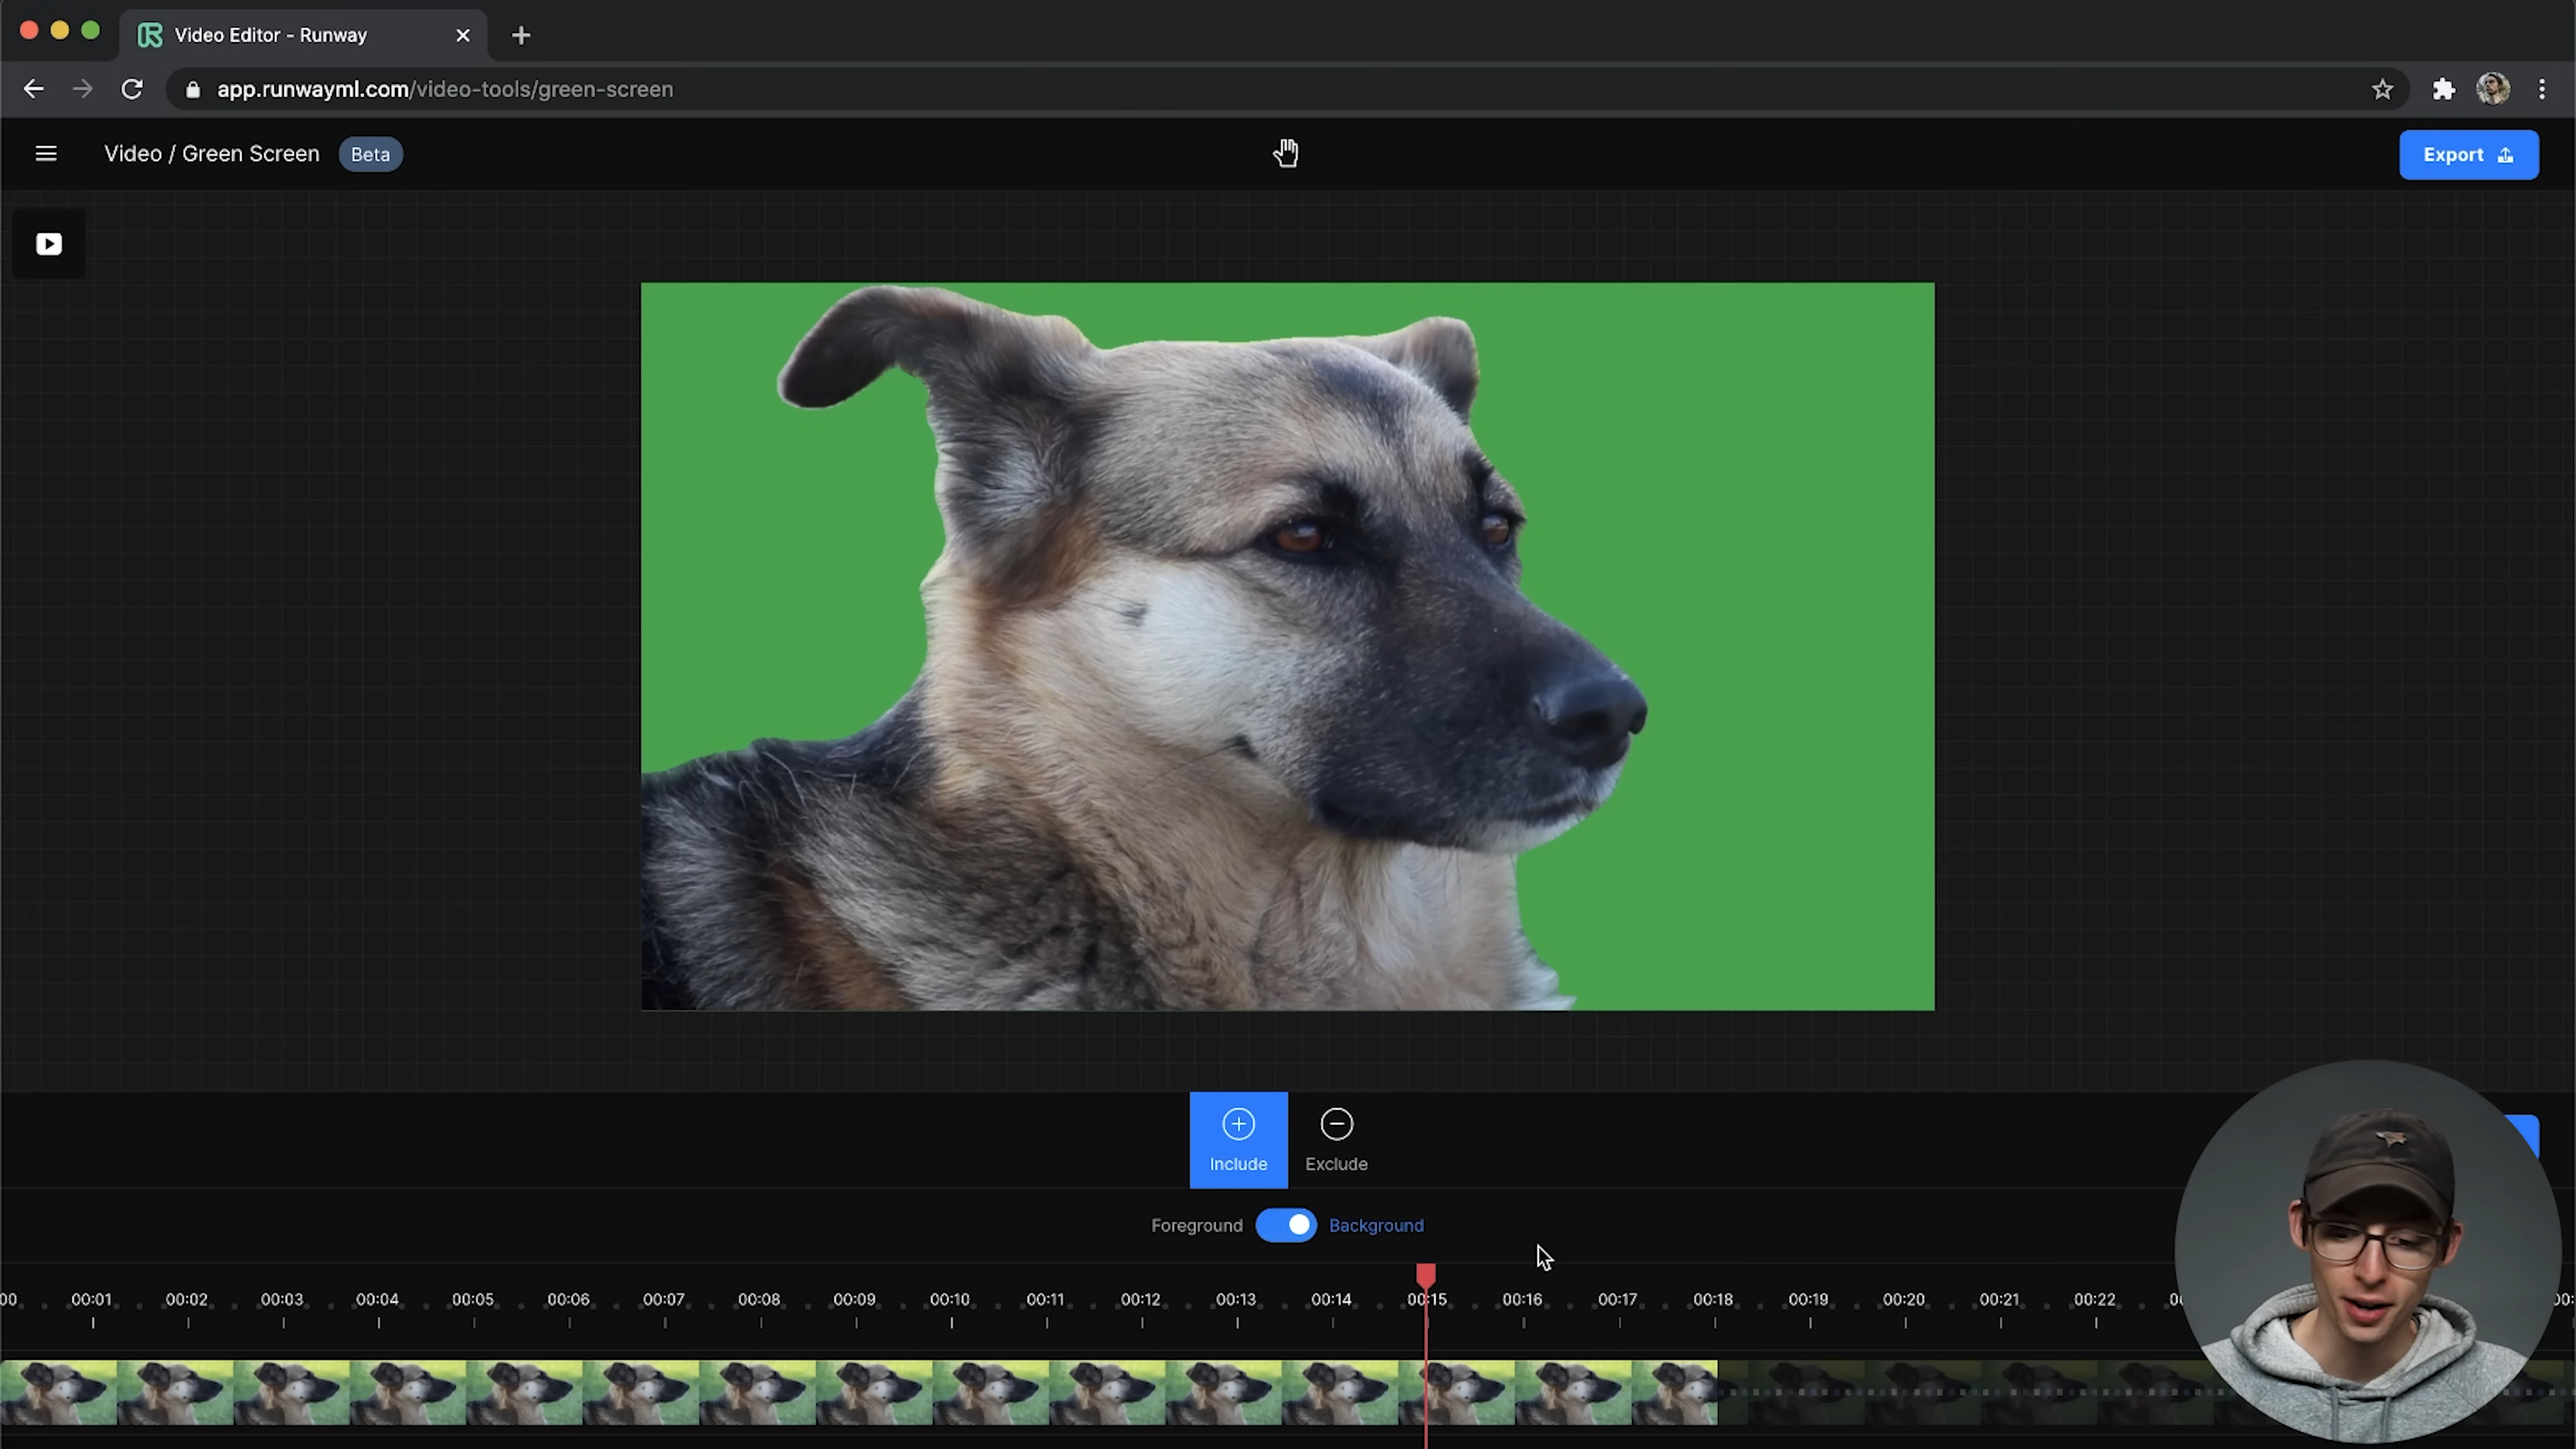 Video Editor - Runway
app.runwayml.com/video-tools/green-screen
Video / Green Screen Beta
Export
Include Exclude
Foreground Background
00 00:01 00:02 00:03 00:04 00:05 00:06 00:07 00:08 00:09 00:10 00:11 00:12 00:13 00:14 00:15 00:16 00:17 00:18 00:19 00:20 00:21 00:22